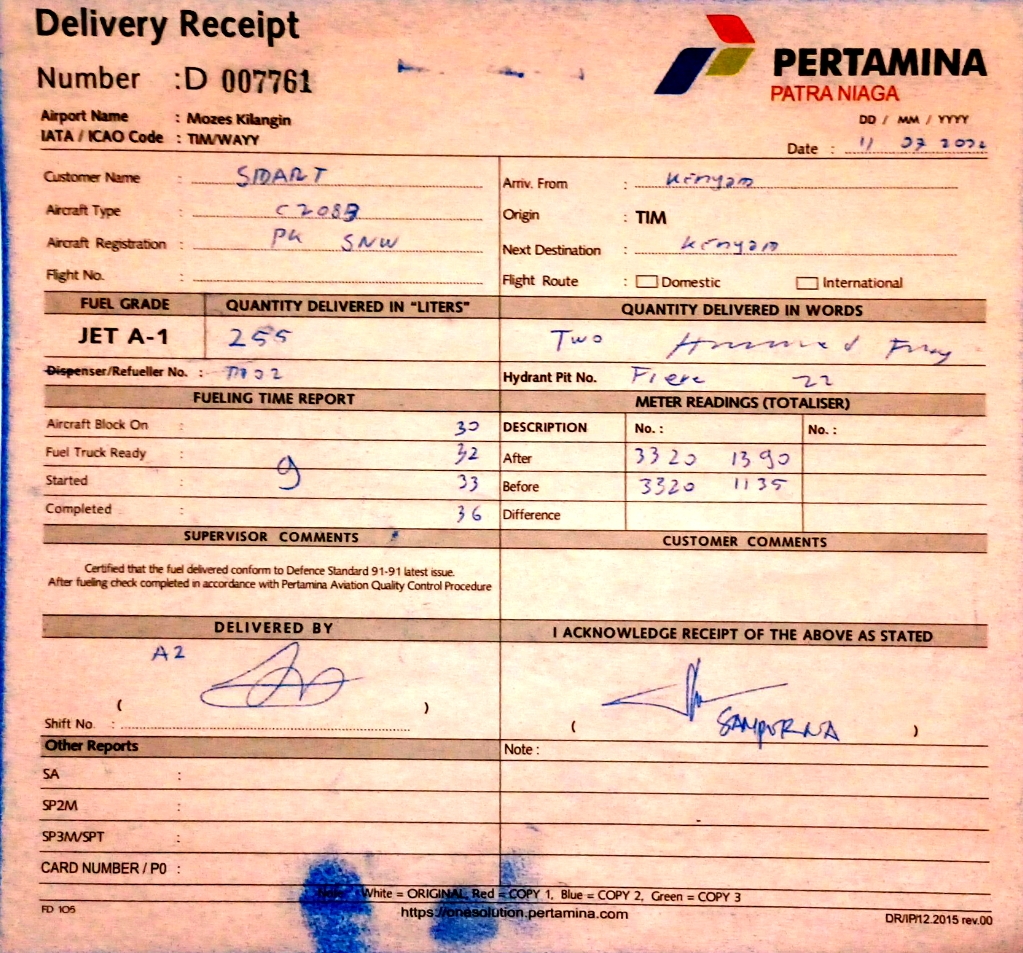 Delivery Receipt
Number :D 007761
PERTAMINA
PATRA NIAGA
Airport Name : Mozes Kilangin
IATA / ICAO Code : TIM/WAYY
DD / MM / YYYY
Date : 11
Customer Name : SMART
Arriv. From : Kenyam
Aircraft Type : C208B
Origin : TIM
Aircraft Registration : PK SNW
Next Destination : Kenyam
Flight No. :
Flight Route : Domestic International
FUEL GRADE QUANTITY DELIVERED IN "LITERS" QUANTITY DELIVERED IN WORDS
JET A-1 255 Two Hundred
Dispenser/Refueller No. :
Hydrant Pit No. 22
FUELING TIME REPORT METER READINGS (TOTALISER)
Aircraft Block On : 30 DESCRIPTION No. : No. :
Fuel Truck Ready : 32 After 3320 1390
9
Started : 33 Before 3320 1135
Completed : 36 Difference
SUPERVISOR COMMENTS CUSTOMER COMMENTS
Certified that the fuel delivered conform to Defence Standard 91-91 latest issue.
After fueling check completed in accordance with Pertamina Aviation Quality Control Procedure
DELIVERED BY I ACKNOWLEDGE RECEIPT OF THE ABOVE AS STATED
A2
( ) ( SAMPURNA )
Shift No. :
Other Reports Note :
SA :
SP2M :
SP3M/SPT :
CARD NUMBER / P0 :
White = ORIGINAL, Red = COPY 1, Blue = COPY 2, Green = COPY 3
FD 105 https://onesolution.pertamina.com DR/IP/12.2015 rev.00